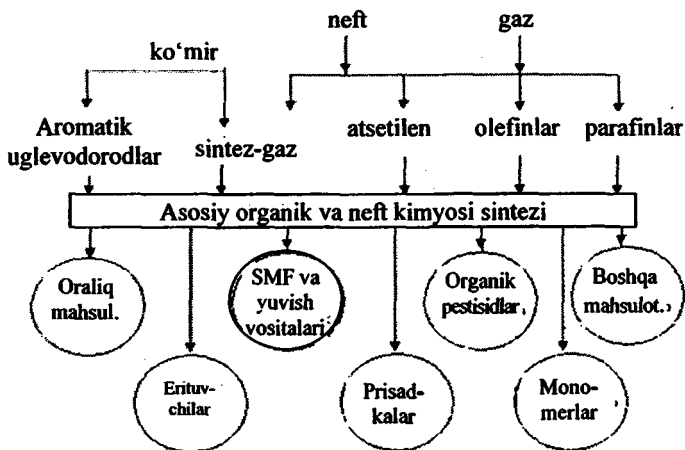 neft
gaz
ko‘mir
Aromatik
uglevodorodlar
sintez-gaz
atsetilen
olefinlar
parafinlar
Asosiy organik va neft kimyosi sintezi
Oraliq
mahsul.
SMF va
yuvish
vositalari
Organik
pestisidlar
Boshqa
mahsulot.
Erituv-
chilar
Prisad-
kalar
Mono-
merlar